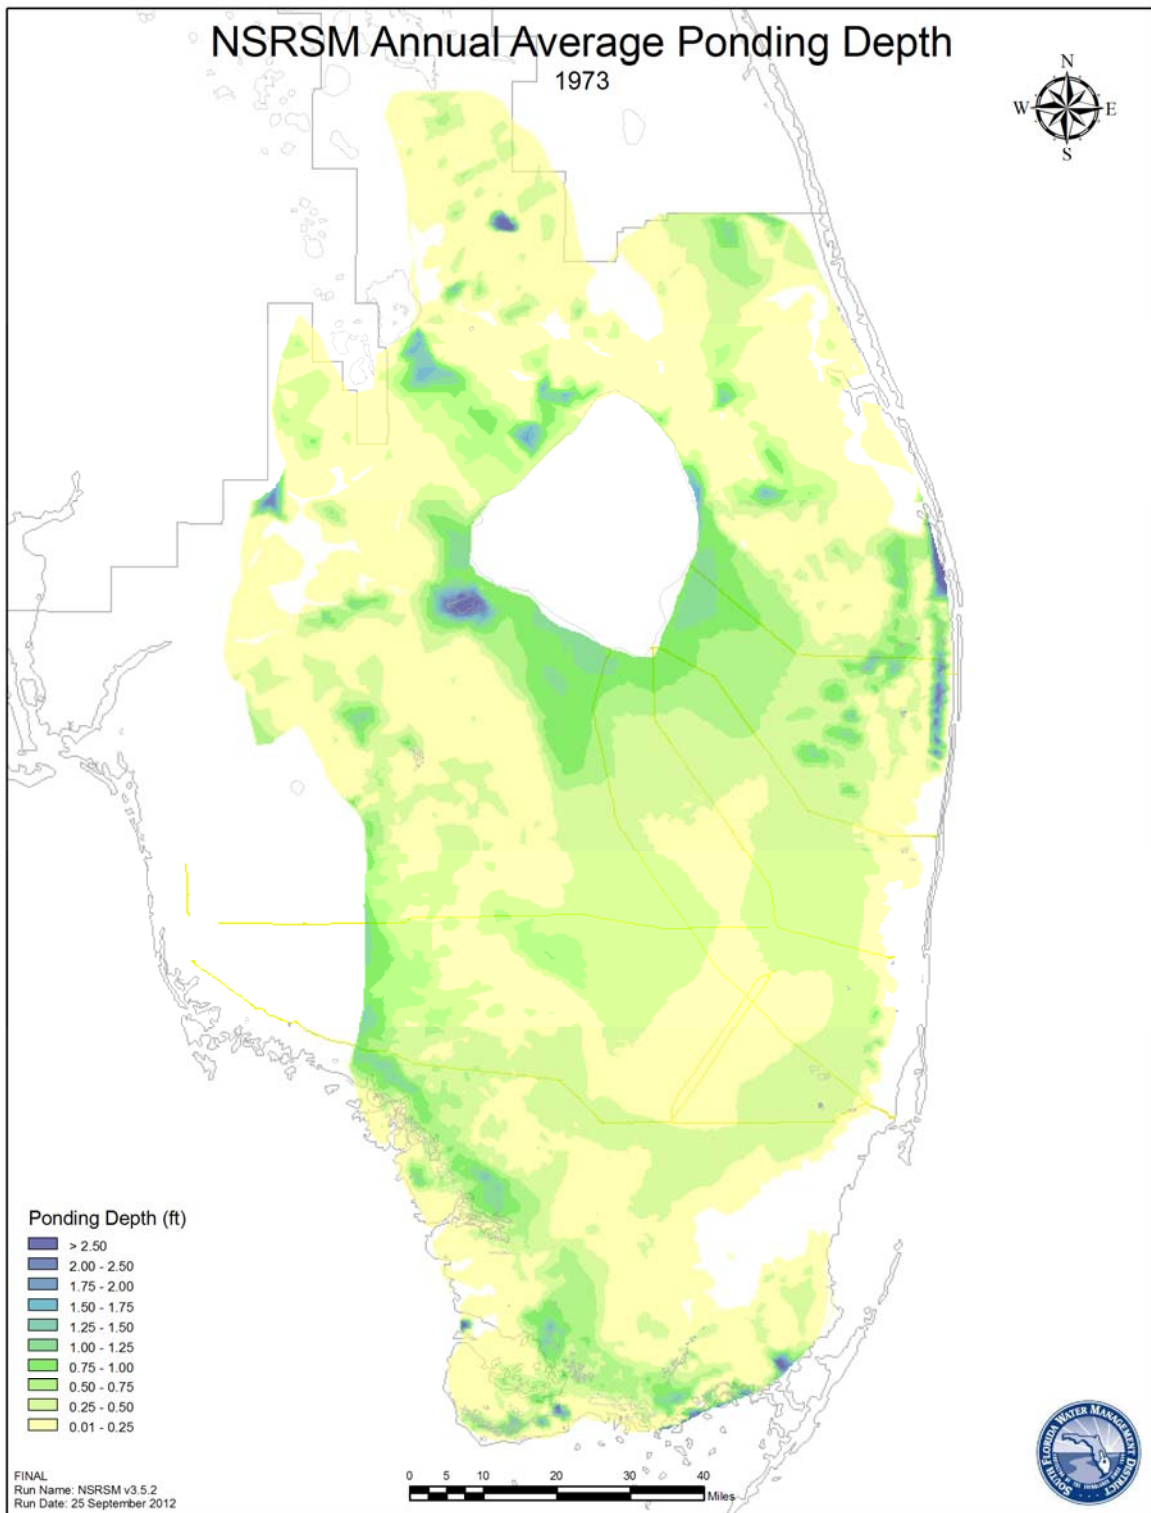 NSRSM Annual Average Ponding Depth
1973
N
W E
S
Ponding Depth (ft)
> 2.50
2.00 - 2.50
1.75 - 2.00
1.50 - 1.75
1.25 - 1.50
1.00 - 1.25
0.75 - 1.00
0.50 - 0.75
0.25 - 0.50
0.01 - 0.25
FINAL
Run Name: NSRSM v3.5.2
Run Date: 25 September 2012
0 5 10 20 30 40
Miles
SOUTH FLORIDA WATER MANAGEMENT DISTRICT